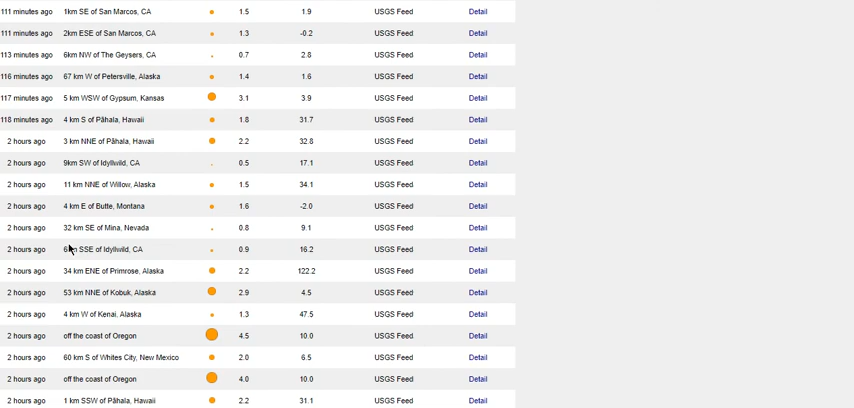 111 minutes ago 1km SE of San Marcos, CA 1.5 1.9 USGS Feed Detail
111 minutes ago 2km ESE of San Marcos, CA 1.3 -0.2 USGS Feed Detail
113 minutes ago 6km NW of The Geysers, CA 0.7 2.8 USGS Feed Detail
116 minutes ago 67 km W of Petersville, Alaska 1.4 1.6 USGS Feed Detail
117 minutes ago 5 km WSW of Gypsum, Kansas 3.1 3.9 USGS Feed Detail
118 minutes ago 4 km S of Pāhala, Hawaii 1.8 31.7 USGS Feed Detail
2 hours ago 3 km NNE of Pāhala, Hawaii 2.2 32.8 USGS Feed Detail
2 hours ago 9km SW of Idyllwild, CA 0.5 17.1 USGS Feed Detail
2 hours ago 11 km NNE of Willow, Alaska 1.5 34.1 USGS Feed Detail
2 hours ago 4 km E of Butte, Montana 1.6 -2.0 USGS Feed Detail
2 hours ago 32 km SE of Mina, Nevada 0.8 9.1 USGS Feed Detail
2 hours ago SSE of Idyllwild, CA 0.9 16.2 USGS Feed Detail
2 hours ago 34 km ENE of Primrose, Alaska 2.2 122.2 USGS Feed Detail
2 hours ago 53 km NNE of Kobuk, Alaska 2.9 4.5 USGS Feed Detail
2 hours ago 4 km W of Kenai, Alaska 1.3 47.5 USGS Feed Detail
2 hours ago off the coast of Oregon 4.5 10.0 USGS Feed Detail
2 hours ago 60 km S of Whites City, New Mexico 2.0 6.5 USGS Feed Detail
2 hours ago off the coast of Oregon 4.0 10.0 USGS Feed Detail
2 hours ago 1 km SSW of Pāhala, Hawaii 2.2 31.1 USGS Feed Detail